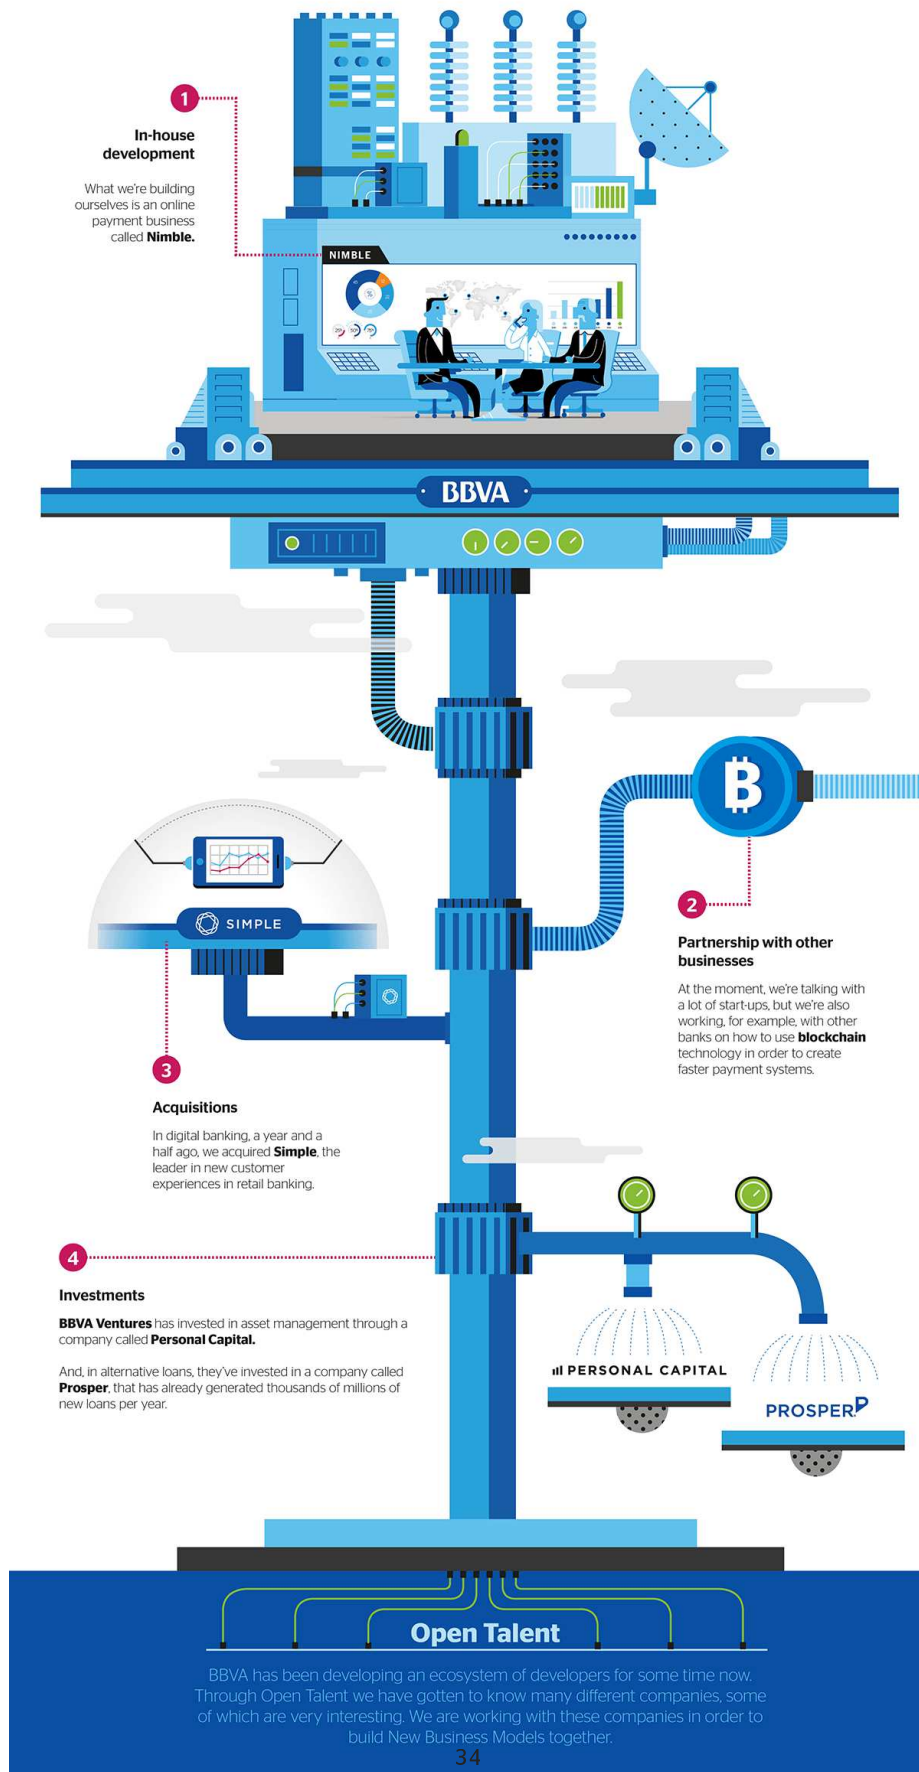 1
In-house
development
What we're building
ourselves is an online
payment business
called Nimble.
NIMBLE
BBVA
B
2
Partnership with other
businesses
At the moment, we're talking with
a lot of start-ups, but we're also
working, for example, with other
banks on how to use blockchain
technology in order to create
faster payment systems.
SIMPLE
3
Acquisitions
In digital banking, a year and a
half ago, we acquired Simple, the
leader in new customer
experiences in retail banking.
4
Investments
BBVA Ventures has invested in asset management through a
company called Personal Capital.
And, in alternative loans, they've invested in a company called
Prosper, that has already generated thousands of millions of
new loans per year.
PERSONAL CAPITAL
PROSPER
Open Talent
BBVA has been developing an ecosystem of developers for some time now.
Through Open Talent we have gotten to know many different companies, some
of which are very interesting. We are working with these companies in order to
build New Business Models together.
34